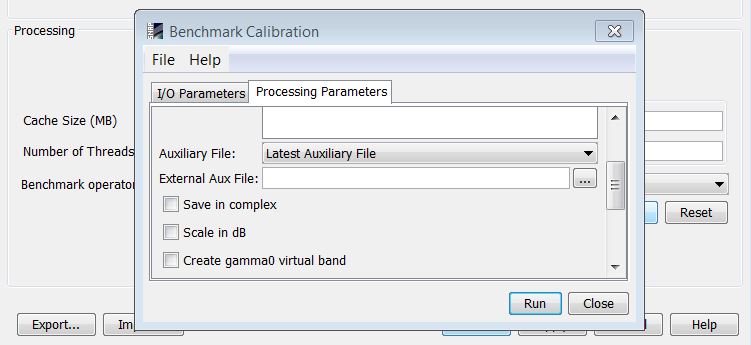 Processing
Benchmark Calibration
File Help
I/O Parameters Processing Parameters
Cache Size (MB)
Auxiliary File: Latest Auxiliary File
Number of Threads
External Aux File: ...
Benchmark operator
Save in complex
Reset
Scale in dB
Create gamma0 virtual band
Run Close
Export... Help